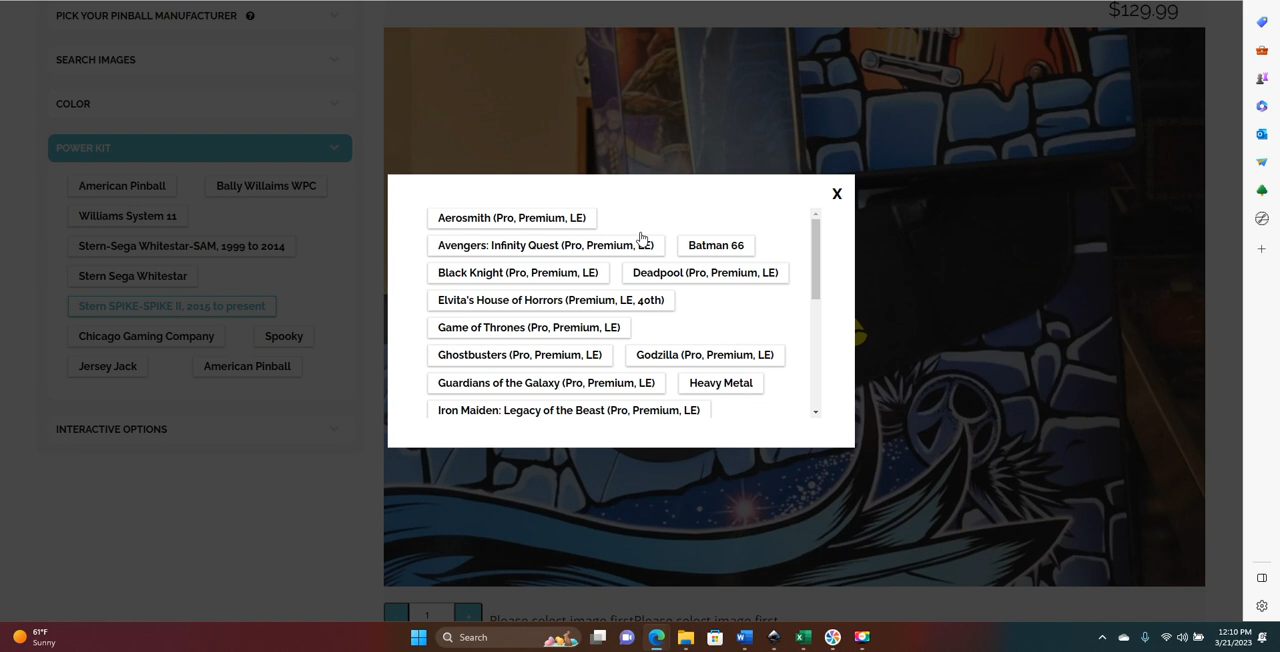 PICK YOUR PINBALL MANUFACTURER ?
$129.99
SEARCH IMAGES
COLOR
POWER KIT
American Pinball
Bally Willaims WPC
Williams System 11
Stern-Sega Whitestar-SAM, 1999 to 2014
Stern Sega Whitestar
Stern SPIKE-SPIKE II, 2015 to present
Chicago Gaming Company
Spooky
Jersey Jack
American Pinball
INTERACTIVE OPTIONS
X
Aerosmith (Pro, Premium, LE)
Avengers: Infinity Quest (Pro, Premium, LE)
Batman 66
Black Knight (Pro, Premium, LE)
Deadpool (Pro, Premium, LE)
Elvita's House of Horrors (Premium, LE, 40th)
Game of Thrones (Pro, Premium, LE)
Ghostbusters (Pro, Premium, LE)
Godzilla (Pro, Premium, LE)
Guardians of the Galaxy (Pro, Premium, LE)
Heavy Metal
Iron Maiden: Legacy of the Beast (Pro, Premium, LE)
1
Please select image firstPlease select image first
61°F
Sunny
Search
12:10 PM
3/21/2023